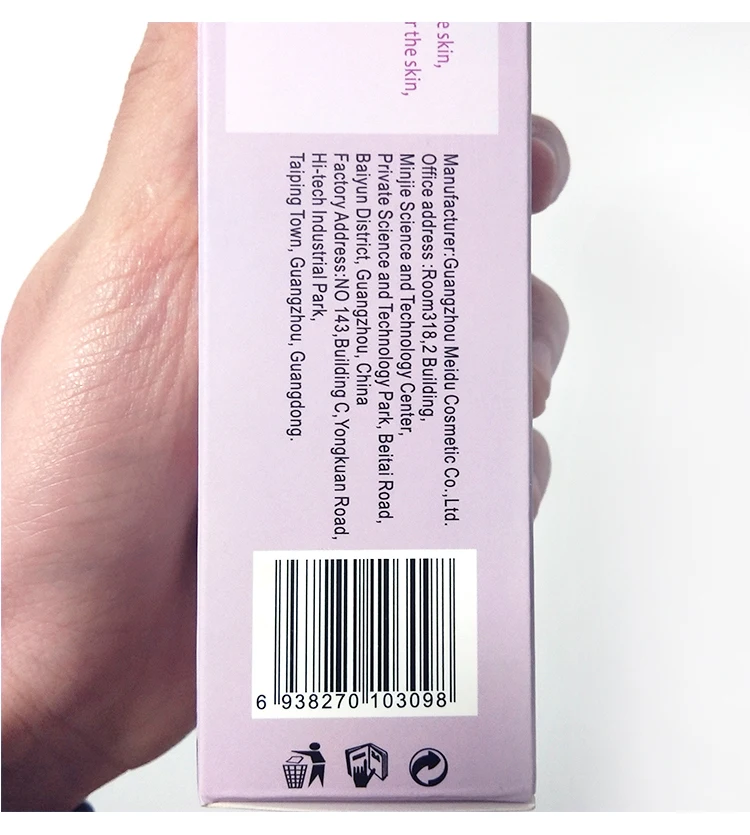 e skin,
r the skin,
Manufacturer:Guangzhou Meidu Cosmetic Co.,Ltd.
Office address :Room318,2 Building,
Minjie Science and Technology Center,
Private Science and Technology Park, Beitai Road,
Baiyun District, Guangzhou, China
Factory Address:NO 143,Building C,Yongkuan Road,
Hi-tech Industrial Park,
Taiping Town, Guangzhou, Guangdong.
6 938270 103098